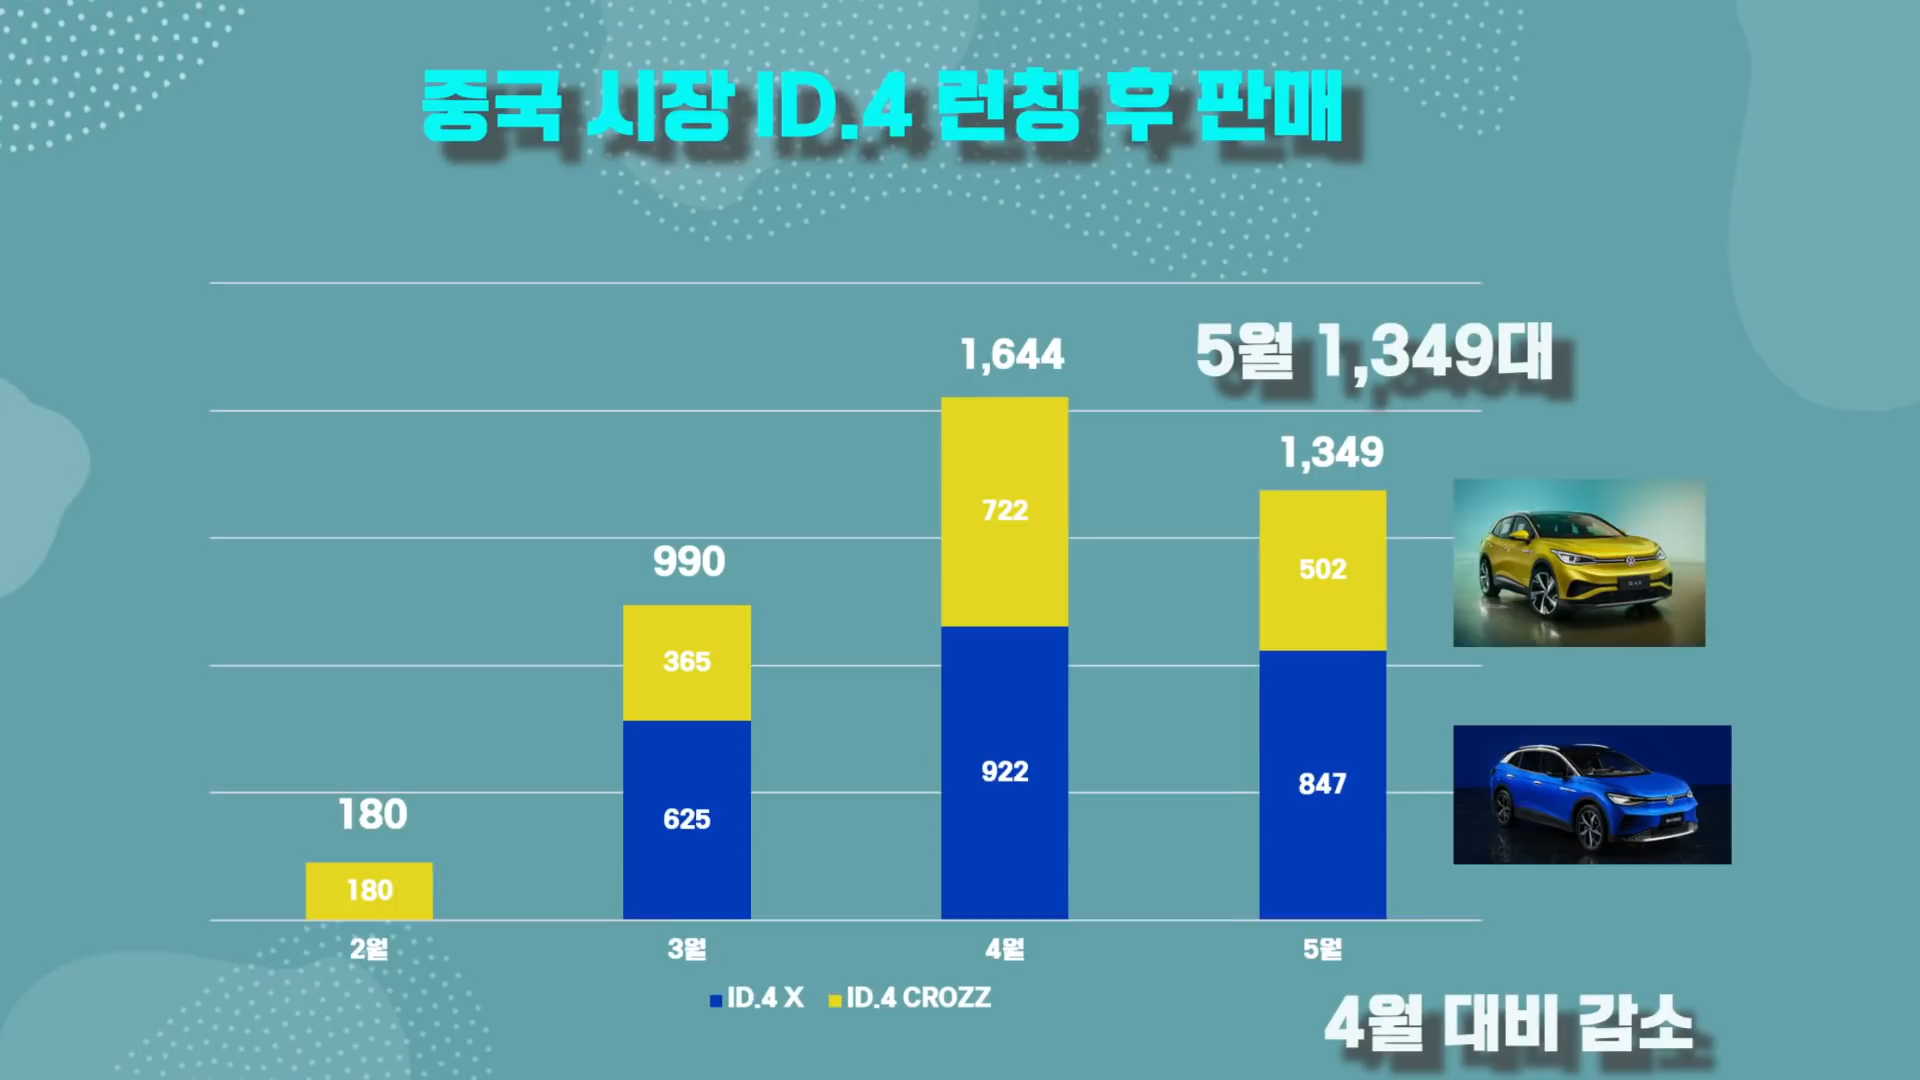 중국 시장 ID.4 런칭 후 판매
5월 1,349대
1,644
1,349
990
180
722
502
365
922
847
625
180
2월 3월 4월 5월
ID.4 X ID.4 CROZZ
4월 대비 감소